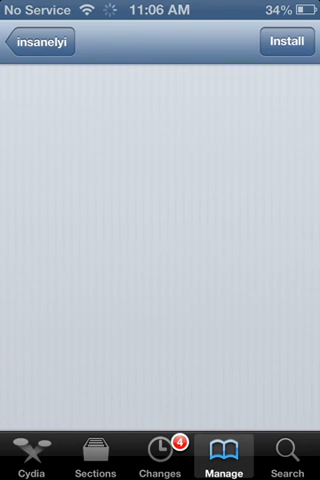 No Service 11:06 AM 34%
insanelyi Install
4
Cydia Sections Changes Manage Search